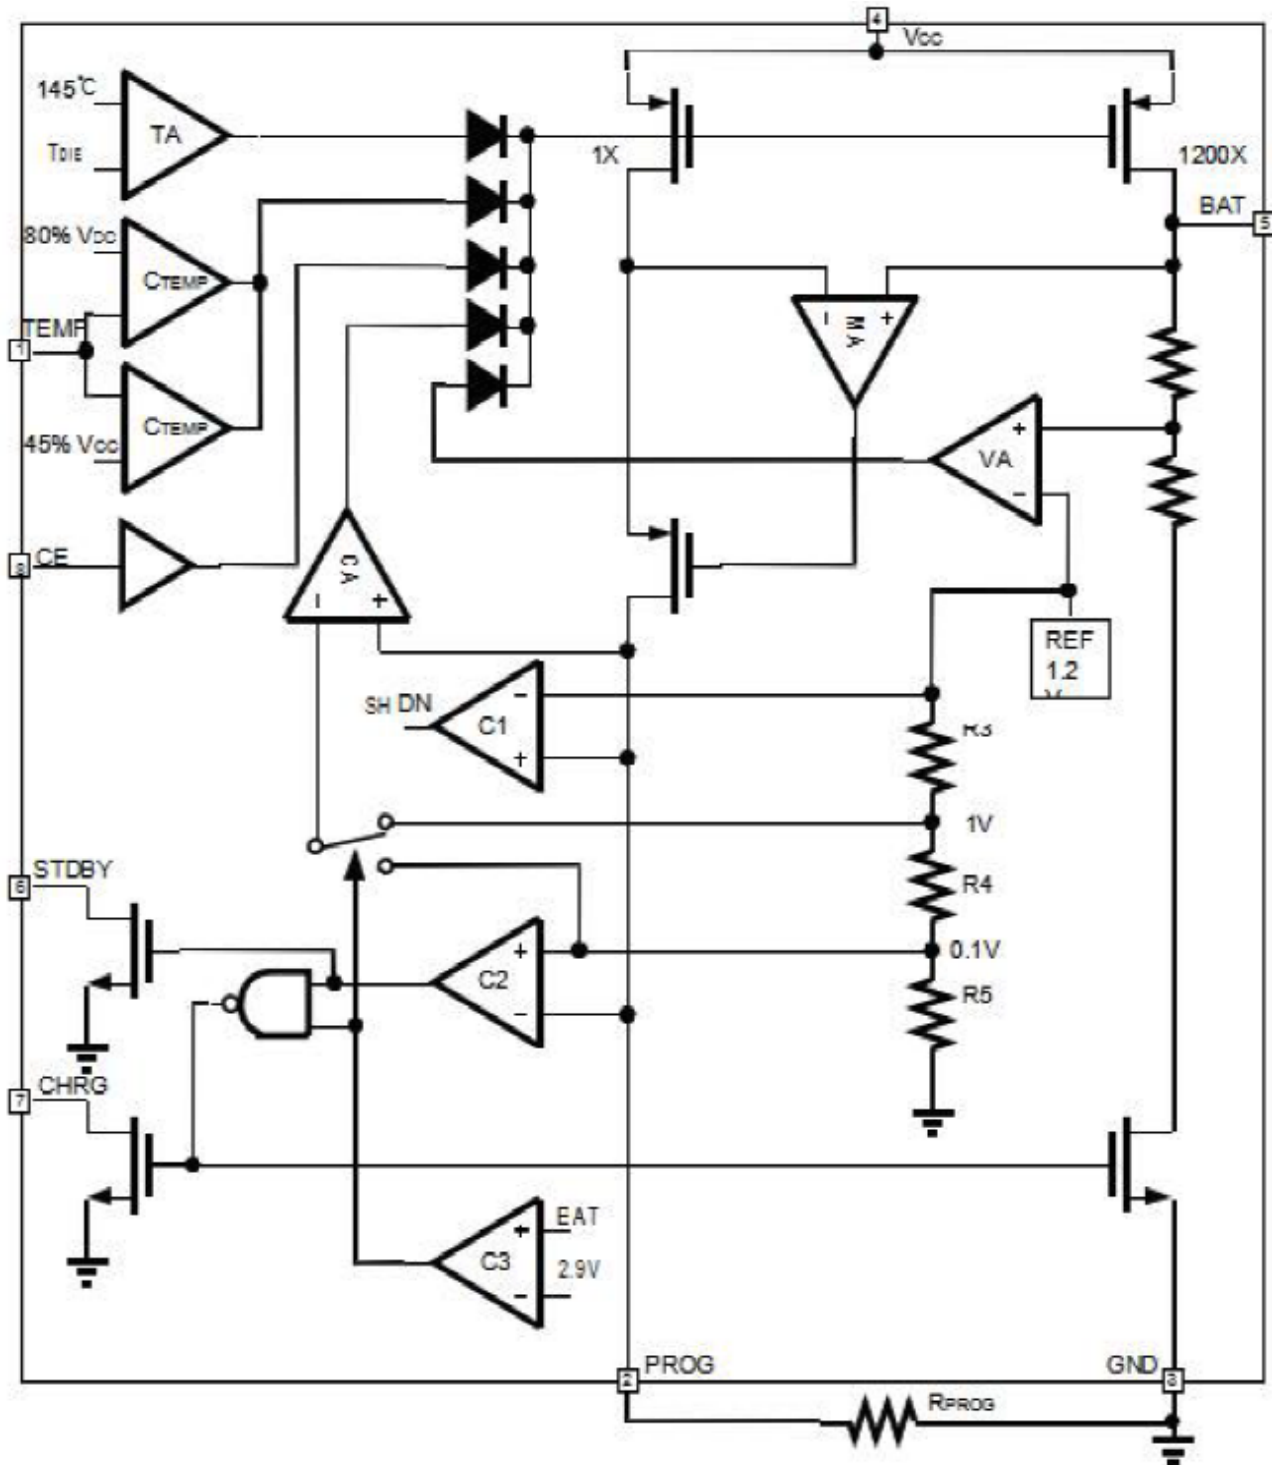 4
VCC
145℃
TA
TDIE
1X
1200X
BAT
5
80% VCC
CTEMP
TEMP
1
- +
MA
CTEMP
45% VCC
+
VA
-
8
CE
CA
- +
REF
1.2
SH DN
-
C1
+
R3
1V
STDBY
6
R4
+
0.1V
C2
R5
-
7
CHRG
+
BAT
C3
2.9V
-
PROG
GND
2
3
RPROG